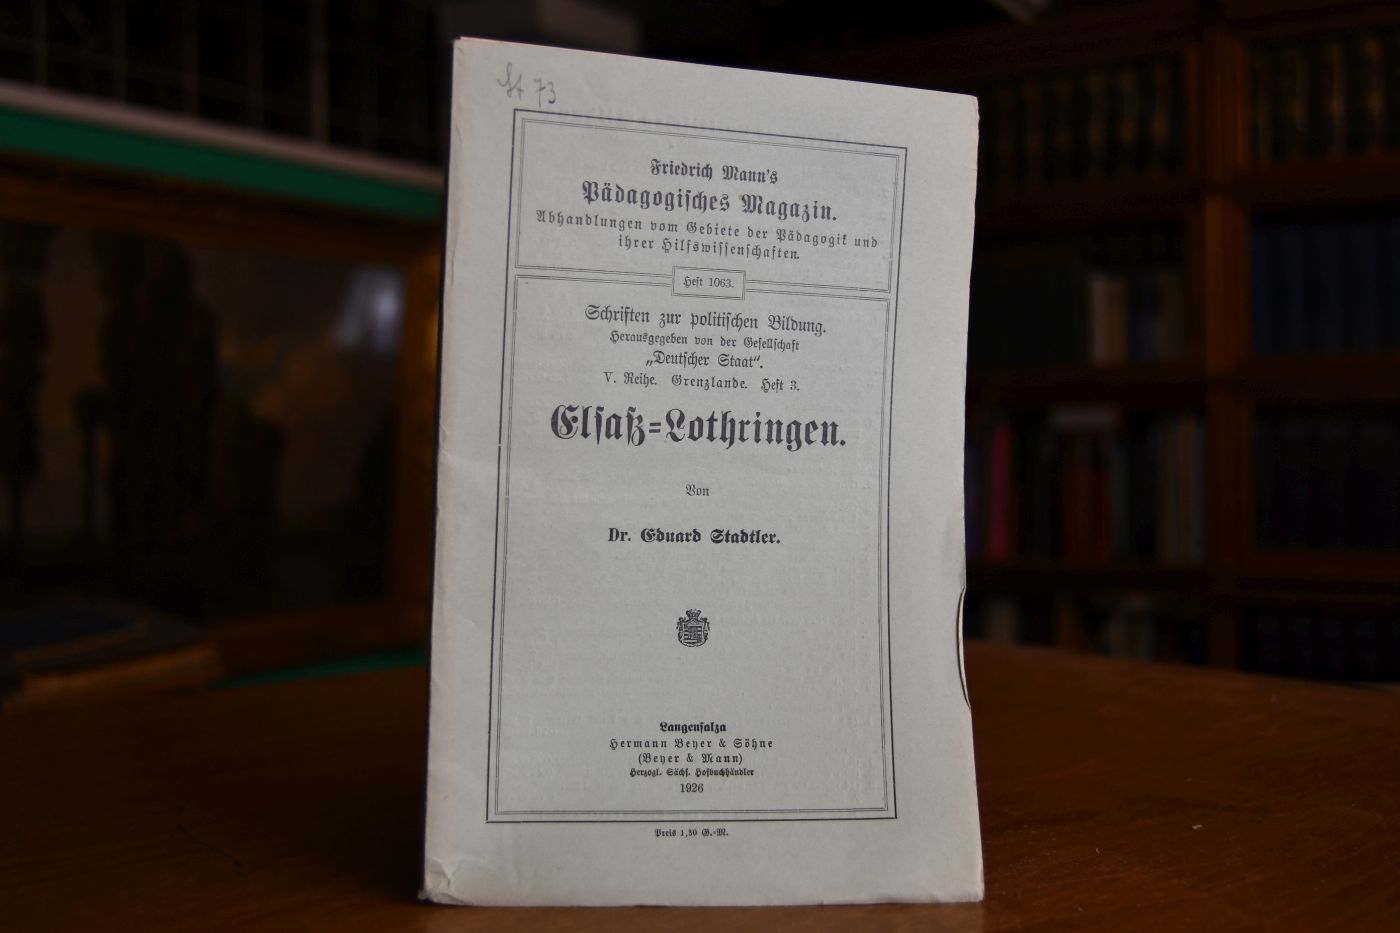 St 73
Friedrich Mann's
Pädagogisches Magazin.
Abhandlungen vom Gebiete der Pädagogik und
ihrer Hilfswissenschaften.
Heft 1063.
Schriften zur politischen Bildung.
Herausgegeben von der Gesellschaft
„Deutscher Staat“.
V. Reihe. Grenzlande. Heft 3.
Elsaß=Lothringen.
Von
Dr. Eduard Stadtler.
Langensalza
Hermann Beyer & Söhne
(Beyer & Mann)
Herzogl. Sächs. Hofbuchhändler
1926
Preis 1,30 G.=M.